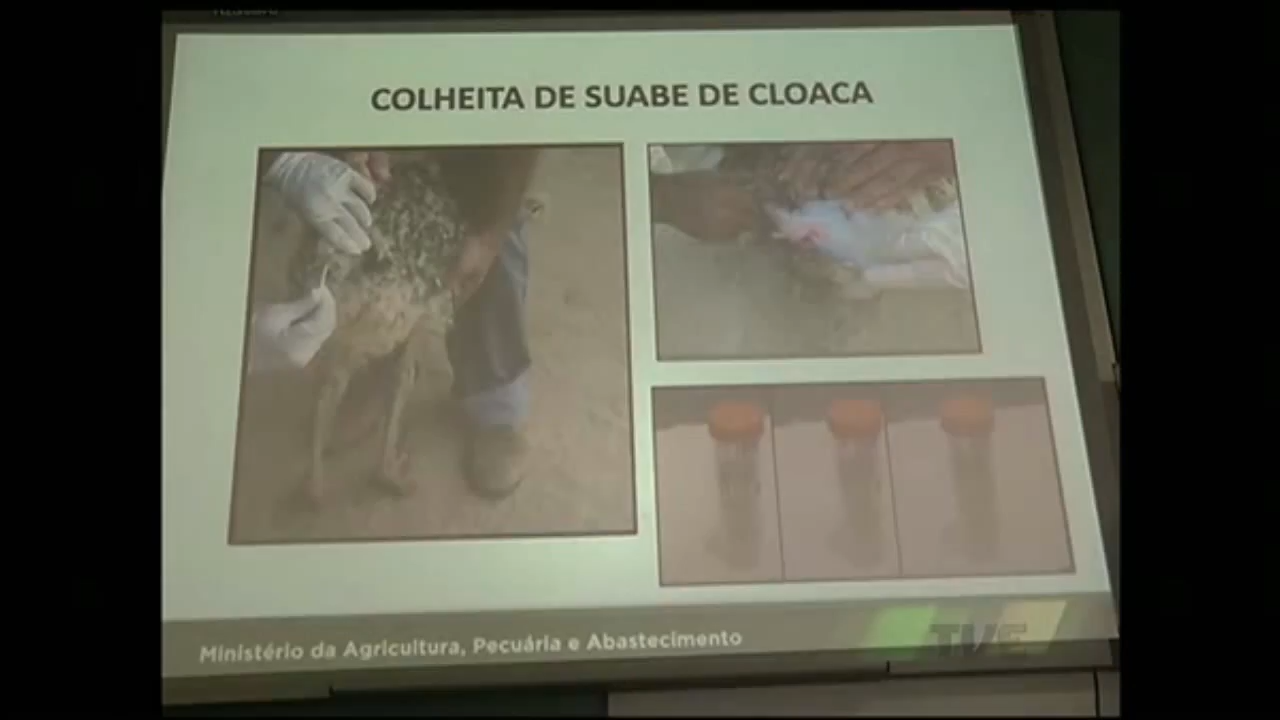 COLHEITA DE SUABE DE CLOACA
Ministério da Agricultura, Pecuária e Abastecimento
TVE